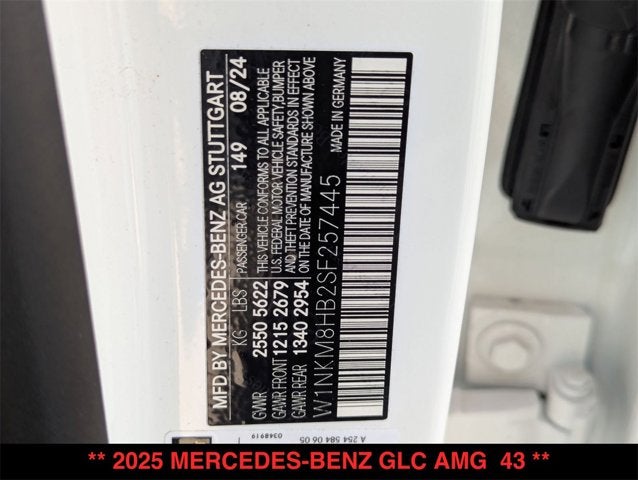 MFD BY MERCEDES-BENZ AG STUTTGART
PASSENGER CAR 149 08/24
KG LBS
GVWR 2550 5622
GAWR FRONT 1215 2679
GAWR REAR 1340 2954
THIS VEHICLE CONFORMS TO ALL APPLICABLE
U.S. FEDERAL MOTOR VEHICLE SAFETY, BUMPER
AND THEFT PREVENTION STANDARDS IN EFFECT
ON THE DATE OF MANUFACTURE SHOWN ABOVE
W1NKM8HB2SF257445
MADE IN GERMANY
0348919
A 254 584 06 05
** 2025 MERCEDES-BENZ GLC AMG 43 **